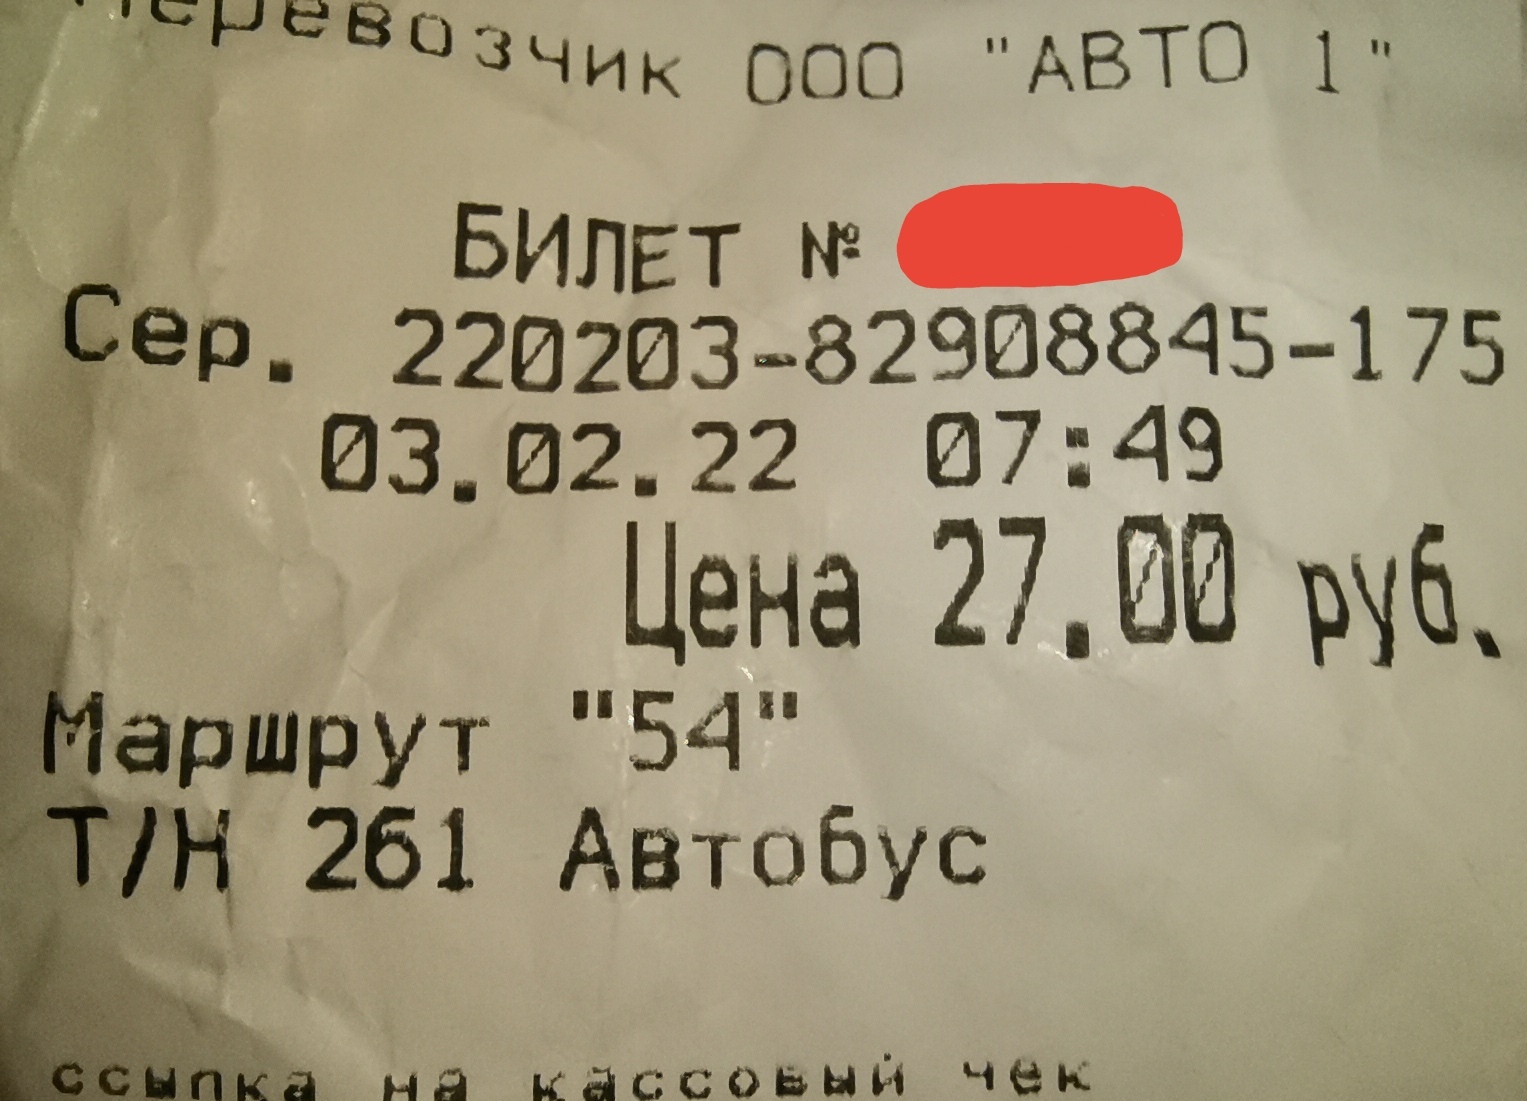 Перевозчик ООО "АВТО 1"
БИЛЕТ №
Сер. 220203-82908845-175
03.02.22 07:49
Цена 27.00 руб.
Маршрут "54"
Т/Н 261 Автобус
ссылка на кассовый чек